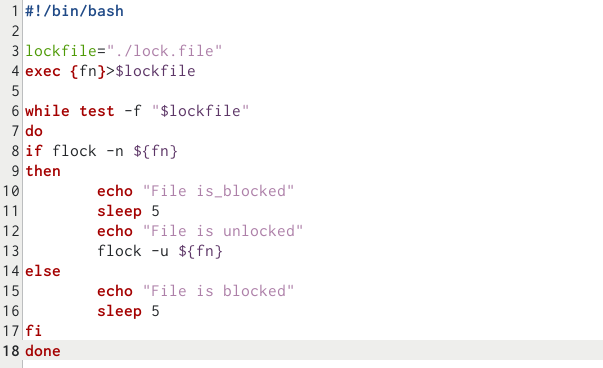 1 #!/bin/bash
2
3 lockfile="./lock.file"
4 exec {fn}>$lockfile
5
6 while test -f "$lockfile"
7 do
8 if flock -n ${fn}
9 then
10         echo "File is_blocked"
11         sleep 5
12         echo "File is unlocked"
13         flock -u ${fn}
14 else
15         echo "File is blocked"
16         sleep 5
17 fi
18 done